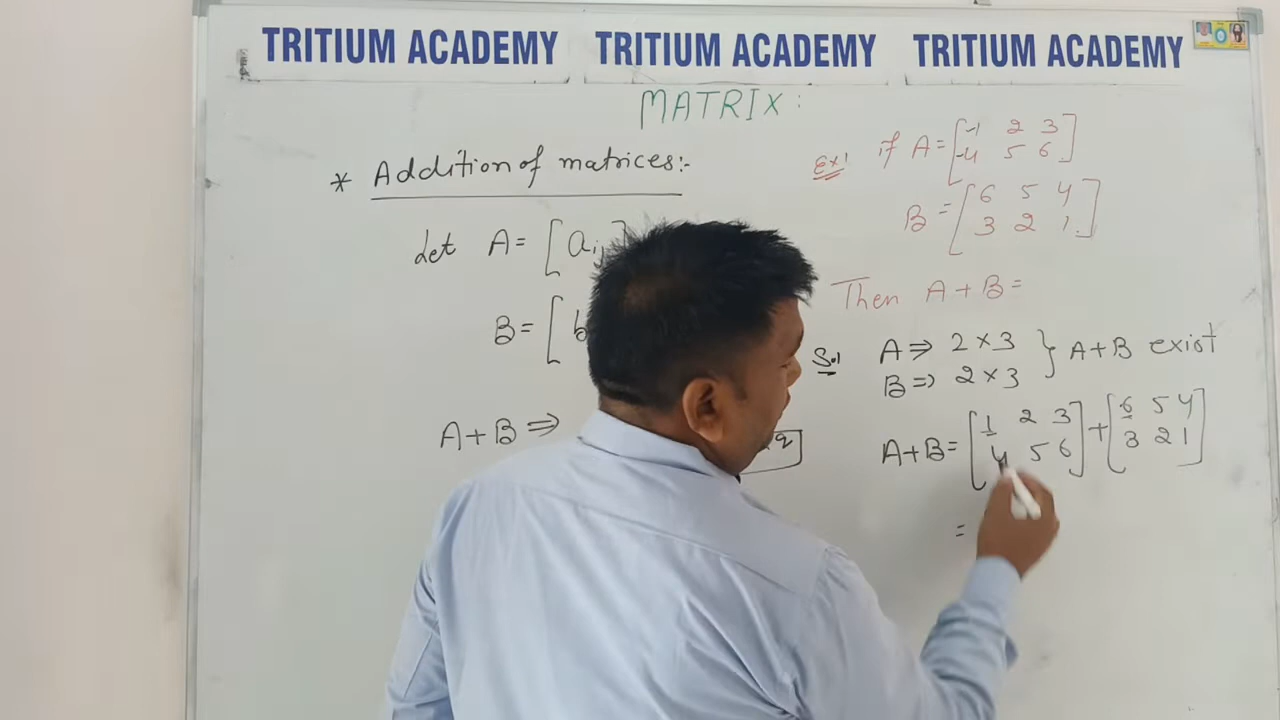 TRITIUM ACADEMY TRITIUM ACADEMY TRITIUM ACADEMY
MATRIX:
* Addition of matrices:-
Let A = [aij]
B = [b
A+B ⇒
Ex! if A = [-1 2 3
-4 5 6]
B = [6 5 4
3 2 1]
Then A+B =
Sol A ⇒ 2×3
B ⇒ 2×3 } A+B exist
A+B = [1 2 3
4 5 6] + [6 5 4
3 2 1]
=